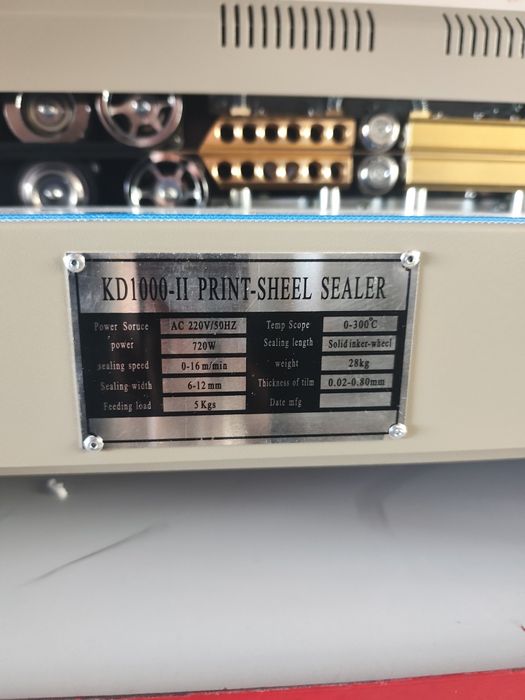 KD1000-II PRINT-SHEEL SEALER
Power Soruce AC 220V/50HZ Temp Scope 0-300°C
power 720W Sealing length Solid inker-wheel
sealing speed 0-16 m/min weight 28kg
Sealing width 6-12 mm Thickness of tilm 0.02-0.80mm
Feeding load 5 Kgs Date mfg